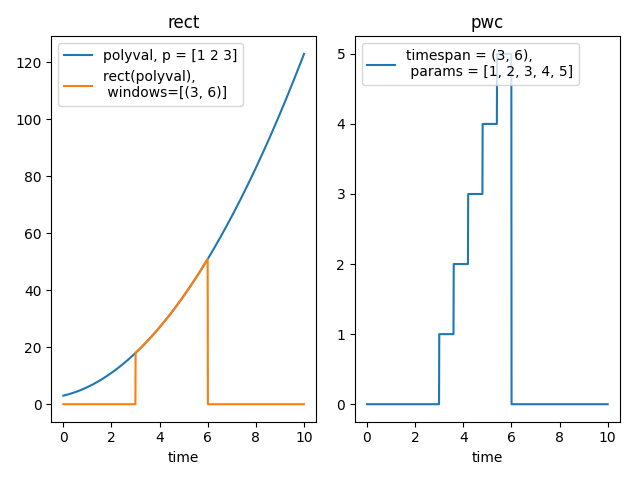 rect
polyval, p = [1 2 3]
rect(polyval),
windows=[(3, 6)]
120
100
80
60
40
20
0
0 2 4 6 8 10
time
pwc
timespan = (3, 6),
params = [1, 2, 3, 4, 5]
5
4
3
2
1
0
0 2 4 6 8 10
time